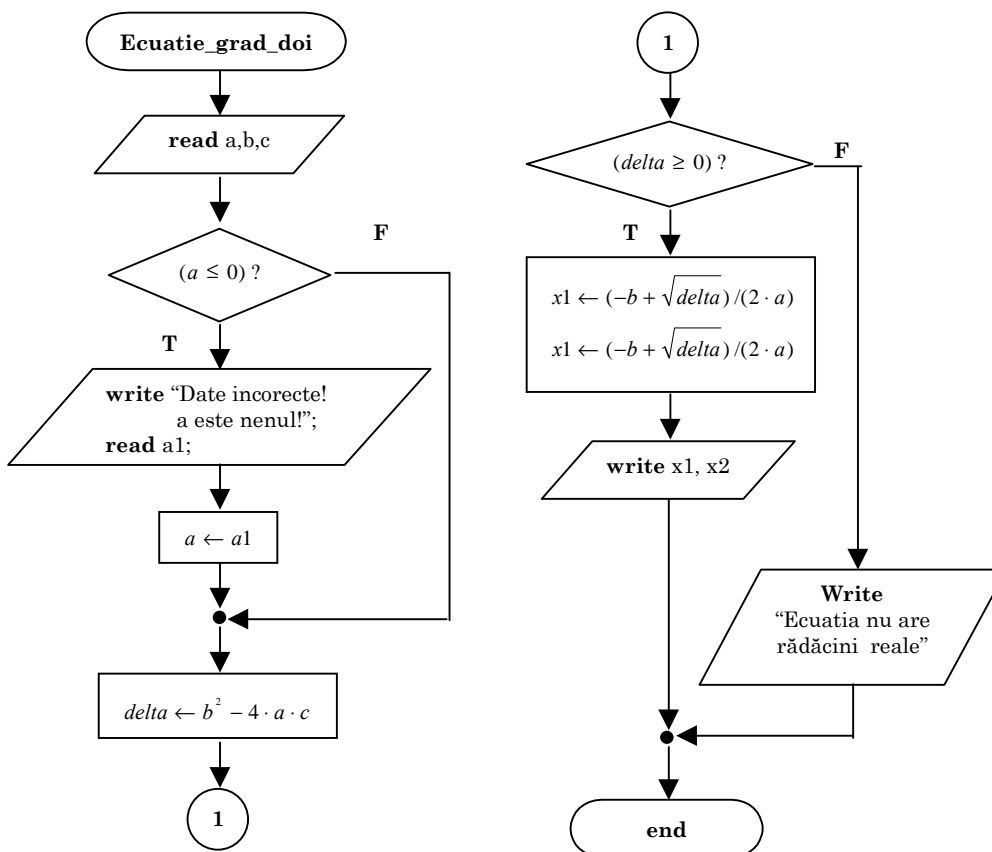 Ecuatie_grad_doi
read a,b,c
(a ≤ 0) ?
F
T
write “Date incorecte!
a este nenul!”;
read a1;
a ← a1
delta ← b² − 4 · a · c
1
1
(delta ≥ 0) ?
F
T
x1 ← (−b + √delta) /(2 · a)
x1 ← (−b + √delta) /(2 · a)
write x1, x2
Write
“Ecuatia nu are
rădăcini reale”
end